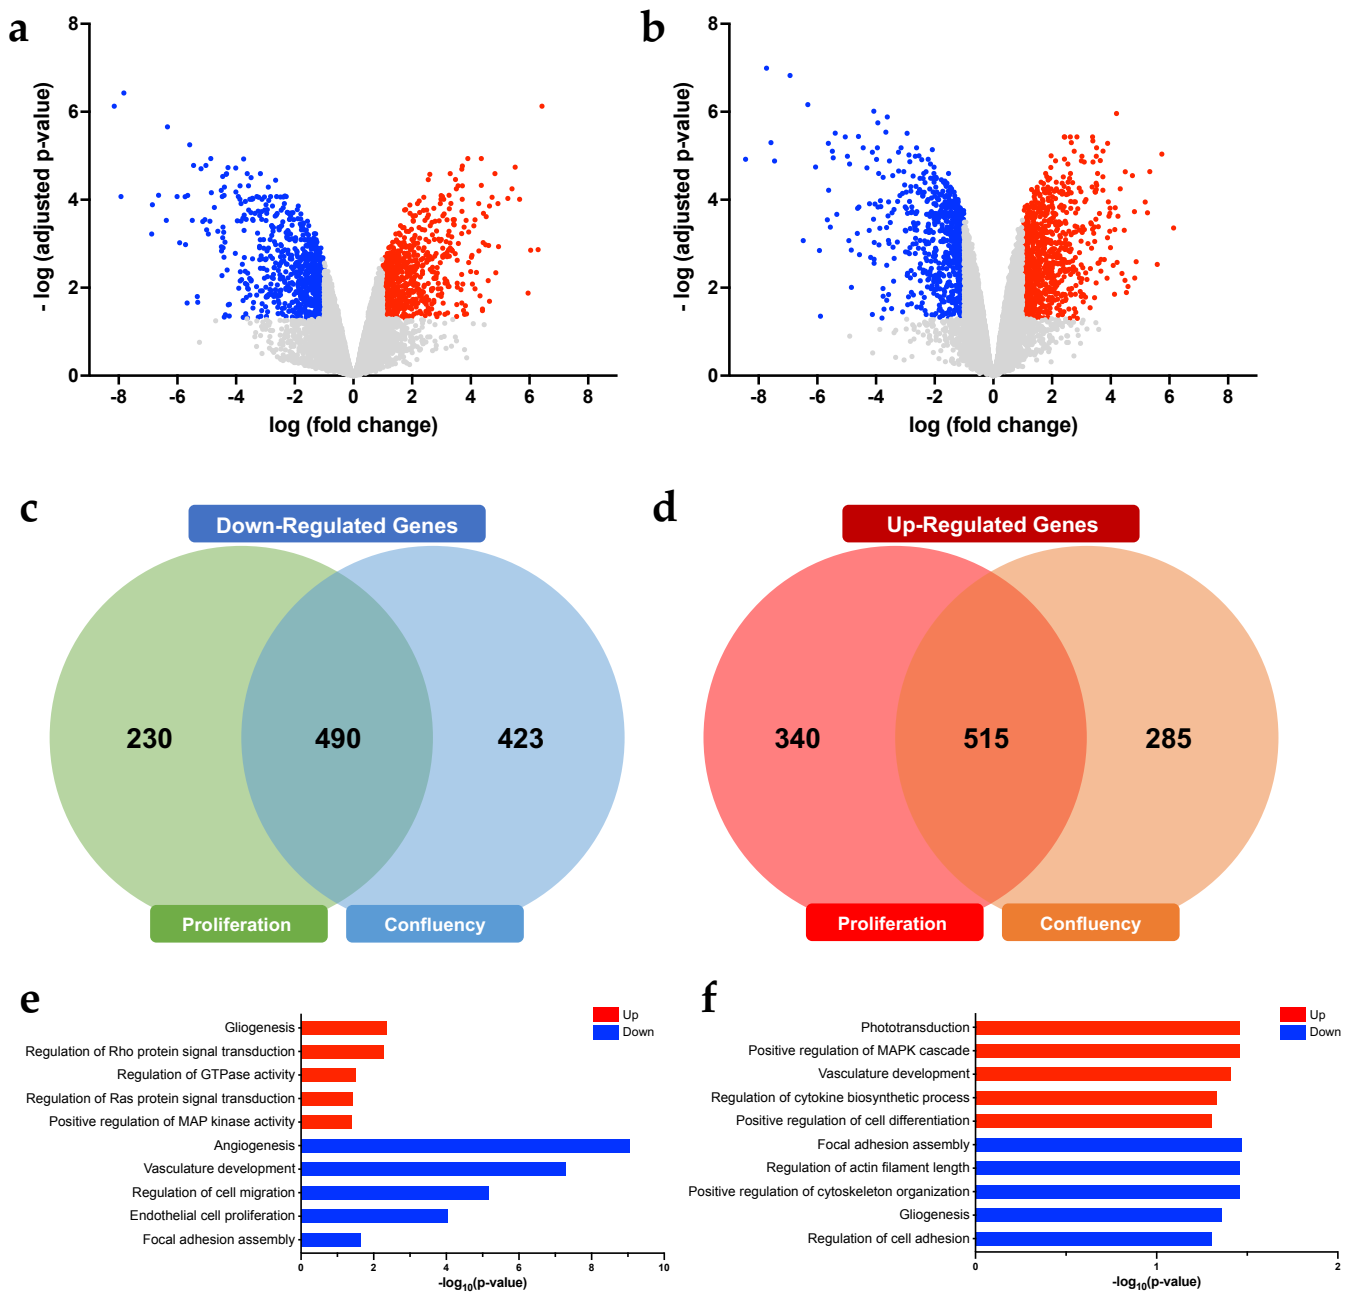 a
8
6
4
2
0
-8 -6 -4 -2 0 2 4 6 8
- log (adjusted p-value)
log (fold change)
b
8
6
4
2
0
-8 -6 -4 -2 0 2 4 6 8
- log (adjusted p-value)
log (fold change)
c
Down-Regulated Genes
230 490 423
Proliferation Confluency
d
Up-Regulated Genes
340 515 285
Proliferation Confluency
e
Up
Down
Gliogenesis
Regulation of Rho protein signal transduction
Regulation of GTPase activity
Regulation of Ras protein signal transduction
Positive regulation of MAP kinase activity
Angiogenesis
Vasculature development
Regulation of cell migration
Endothelial cell proliferation
Focal adhesion assembly
0 2 4 6 8 10
-log10(p-value)
f
Up
Down
Phototransduction
Positive regulation of MAPK cascade
Vasculature development
Regulation of cytokine biosynthetic process
Positive regulation of cell differentiation
Focal adhesion assembly
Regulation of actin filament length
Positive regulation of cytoskeleton organization
Gliogenesis
Regulation of cell adhesion
0 1 2
-log10(p-value)